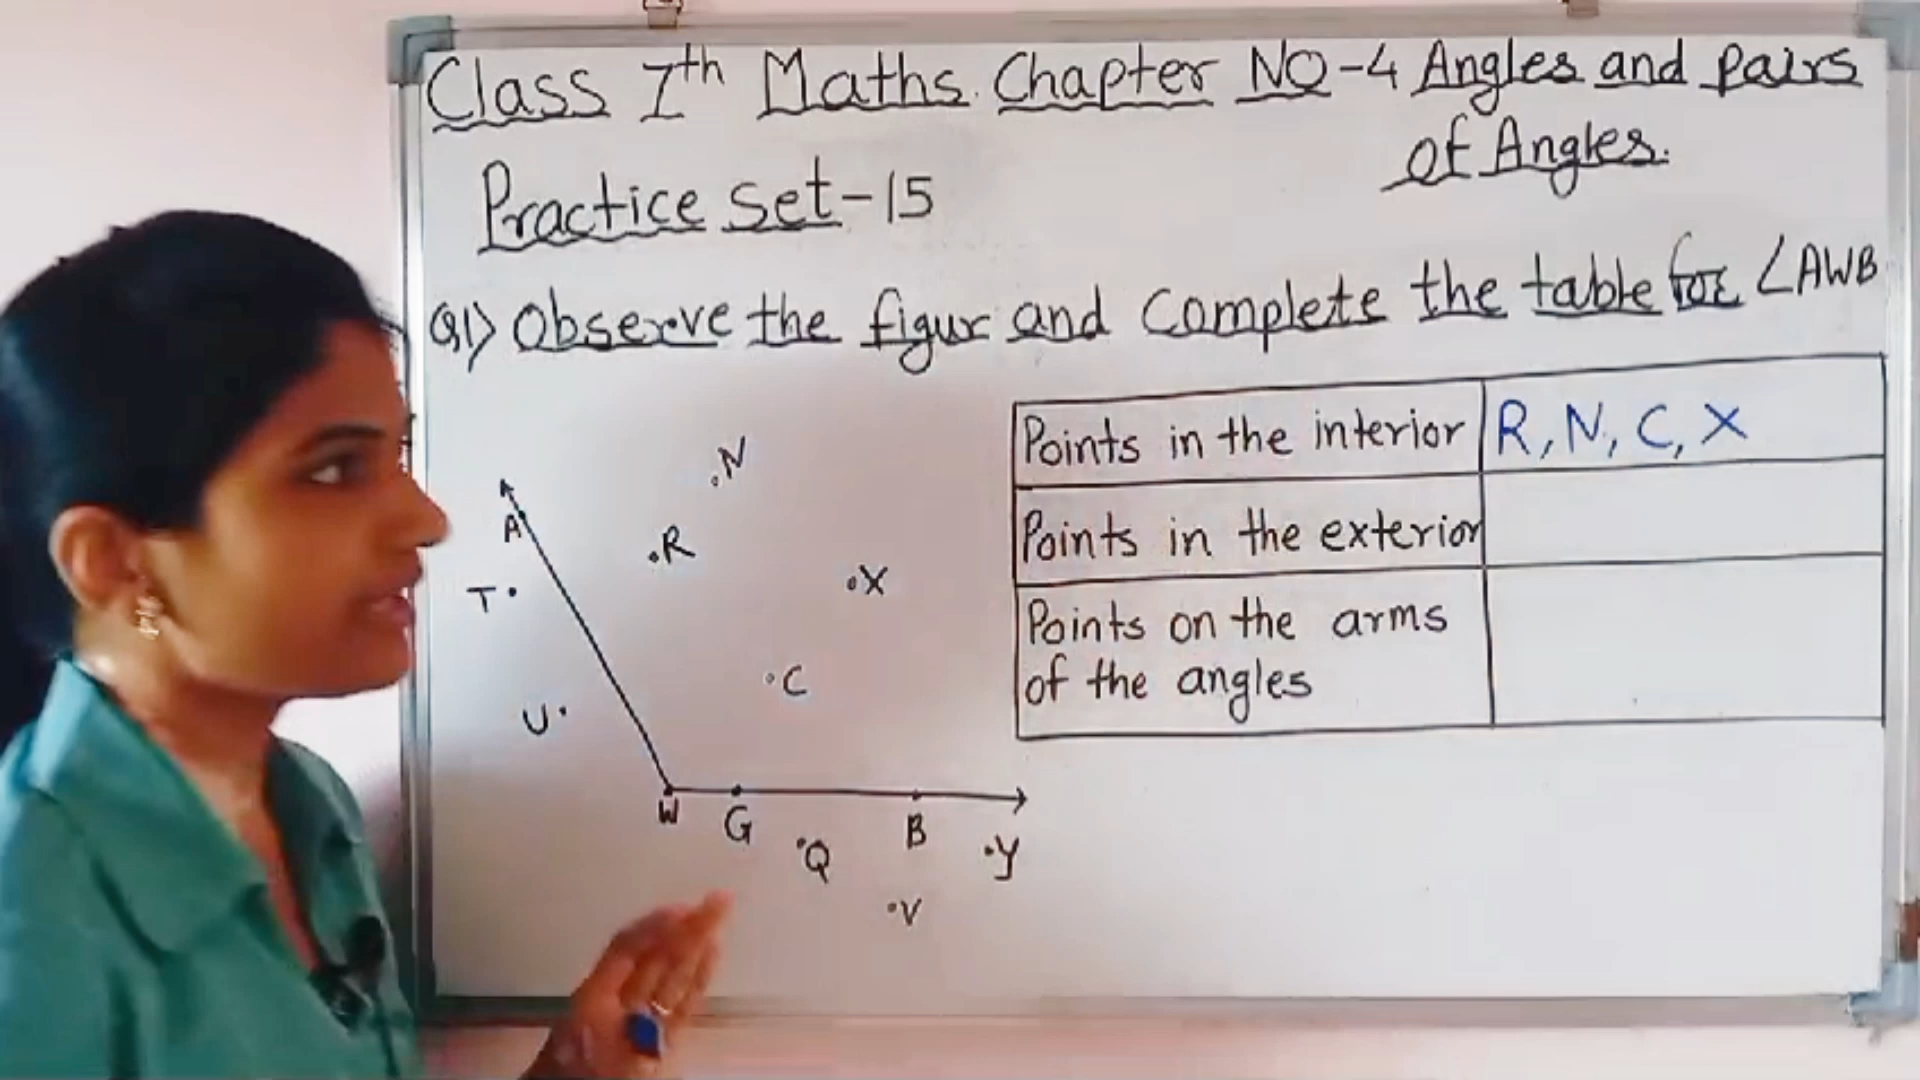 Class 7th Maths. Chapter NO-4 Angles and pairs
of Angles.
Practice set-15
Q1) Observe the figur and complete the table for ∠AWB
Points in the interior R, N, C, X
Points in the exterior
Points on the arms
of the angles
N
A
R
T
X
C
U
W
G
B
Q
Y
V